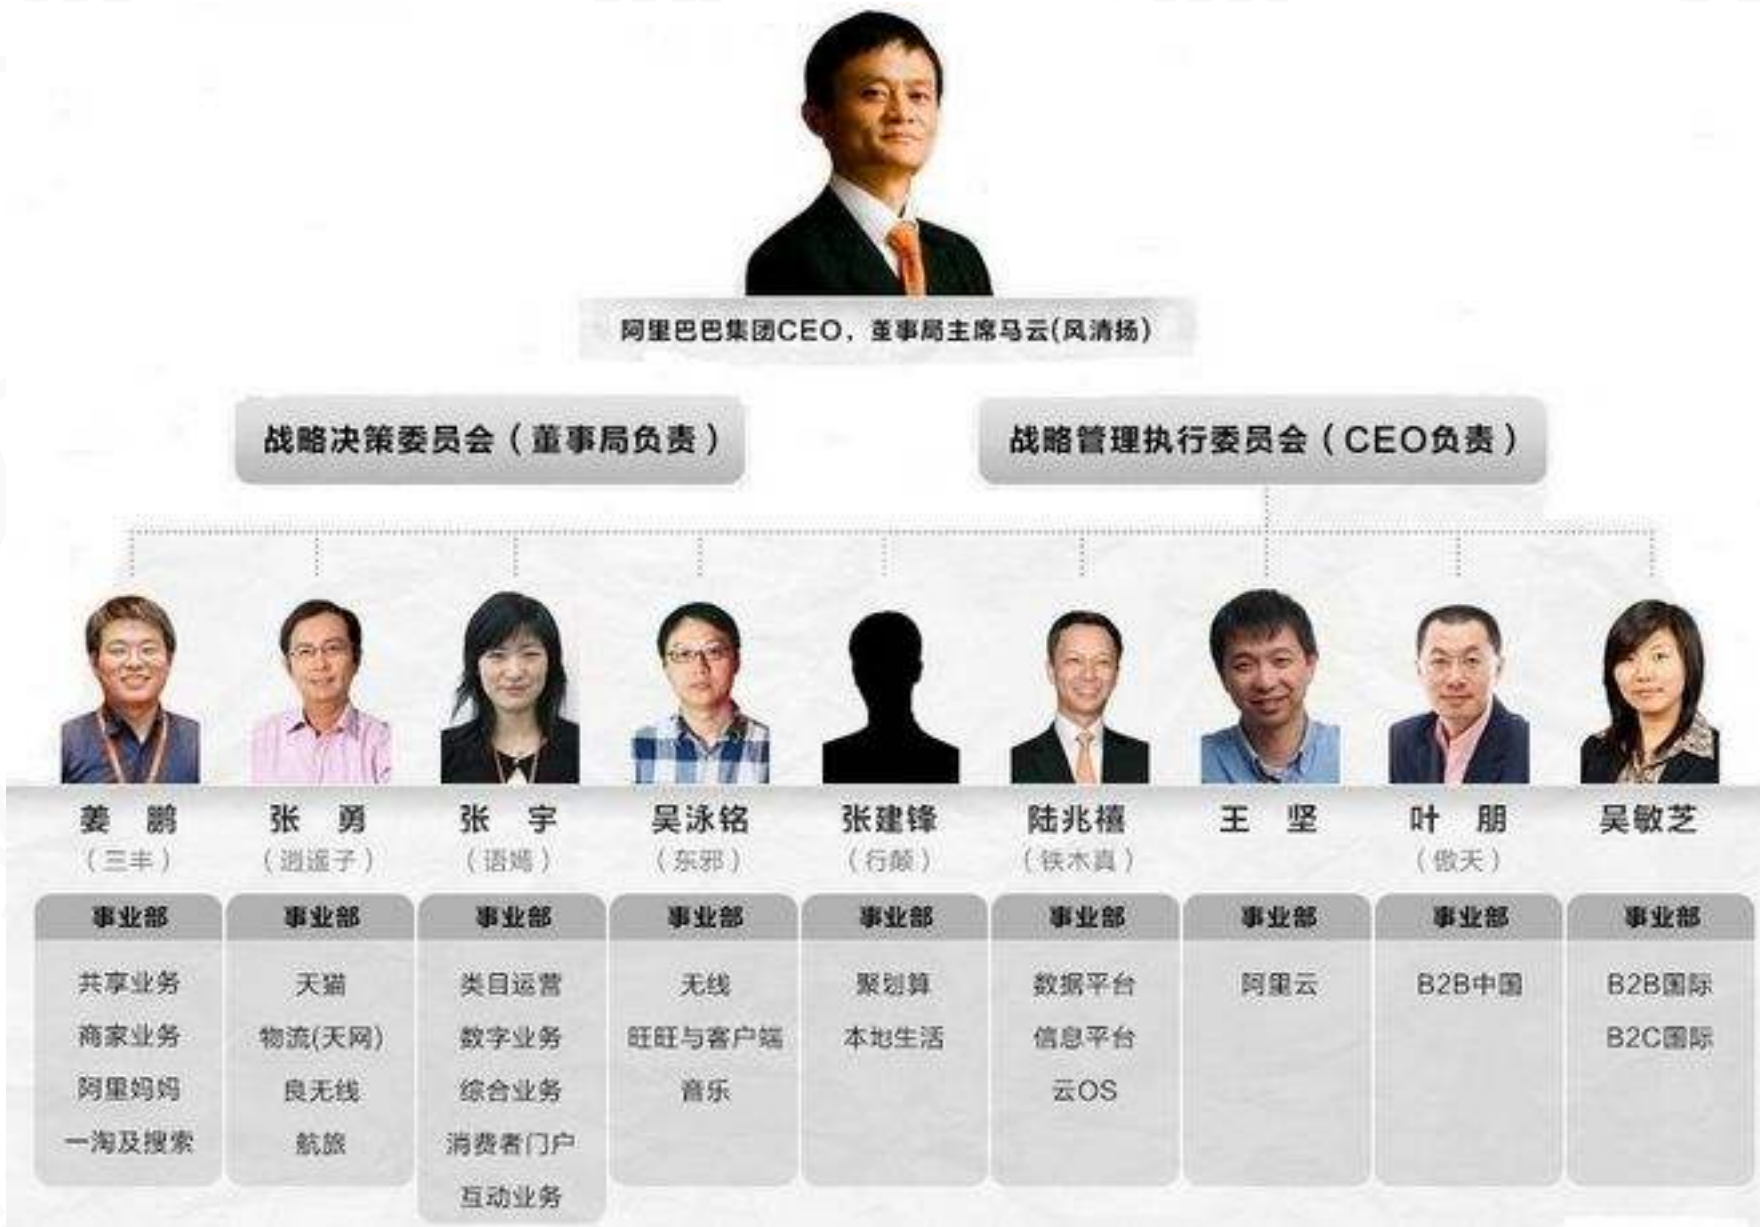 阿里巴巴集团CEO，董事局主席马云(风清扬)
战略决策委员会（董事局负责）
战略管理执行委员会（CEO负责）
姜 鹏
（三丰）
事业部
共享业务
商家业务
阿里妈妈
一淘及搜索
张 勇
（逍遥子）
事业部
天猫
物流(天网)
良无线
航旅
张 宇
（语嫣）
事业部
类目运营
数字业务
综合业务
消费者门户
互动业务
吴泳铭
（东邪）
事业部
无线
旺旺与客户端
音乐
张建锋
（行颠）
事业部
聚划算
本地生活
陆兆禧
（铁木真）
事业部
数据平台
信息平台
云OS
王 坚
事业部
阿里云
叶 朋
（傲天）
事业部
B2B中国
吴敏芝
事业部
B2B国际
B2C国际